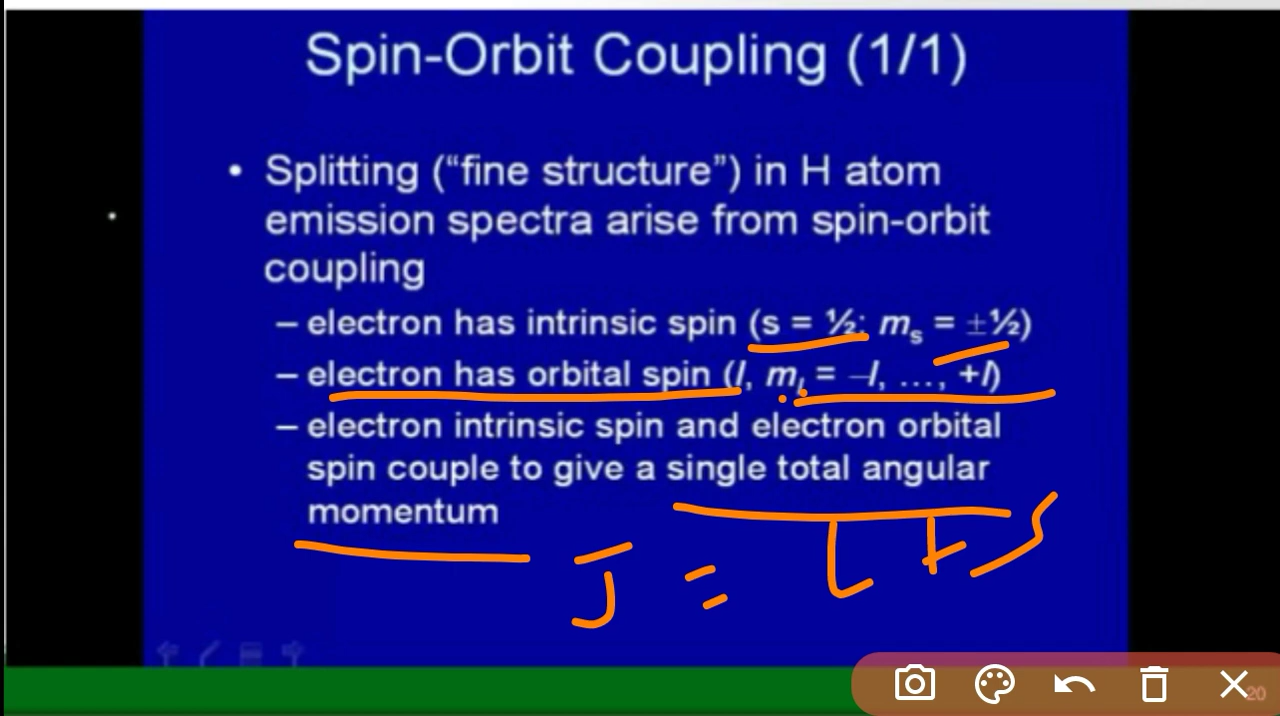 Spin-Orbit Coupling (1/1)
• Splitting (“fine structure”) in H atom
emission spectra arise from spin-orbit
coupling
– electron has intrinsic spin (s = ½; mₛ = ±½)
– electron has orbital spin (l, mₗ = –l, …, +l)
– electron intrinsic spin and electron orbital
spin couple to give a single total angular
momentum
J = L + S
20